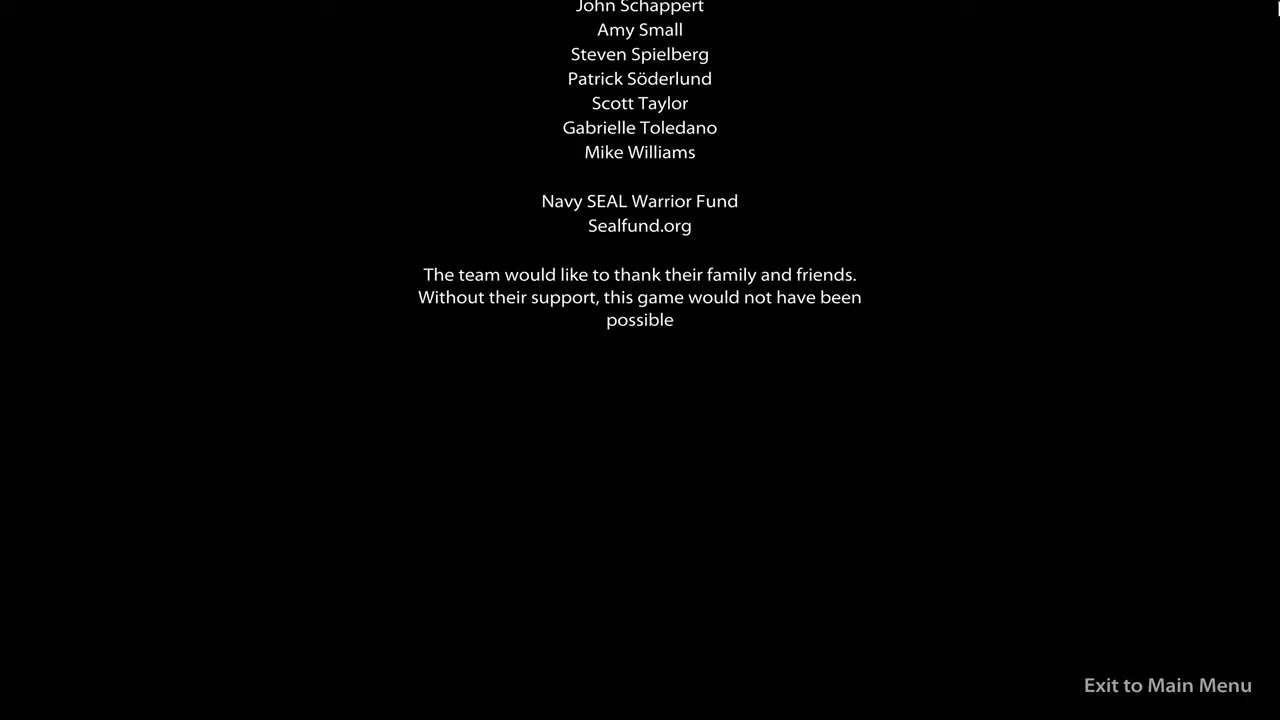 John Schappert
Amy Small
Steven Spielberg
Patrick Söderlund
Scott Taylor
Gabrielle Toledano
Mike Williams
Navy SEAL Warrior Fund
Sealfund.org
The team would like to thank their family and friends.
Without their support, this game would not have been
possible
Exit to Main Menu